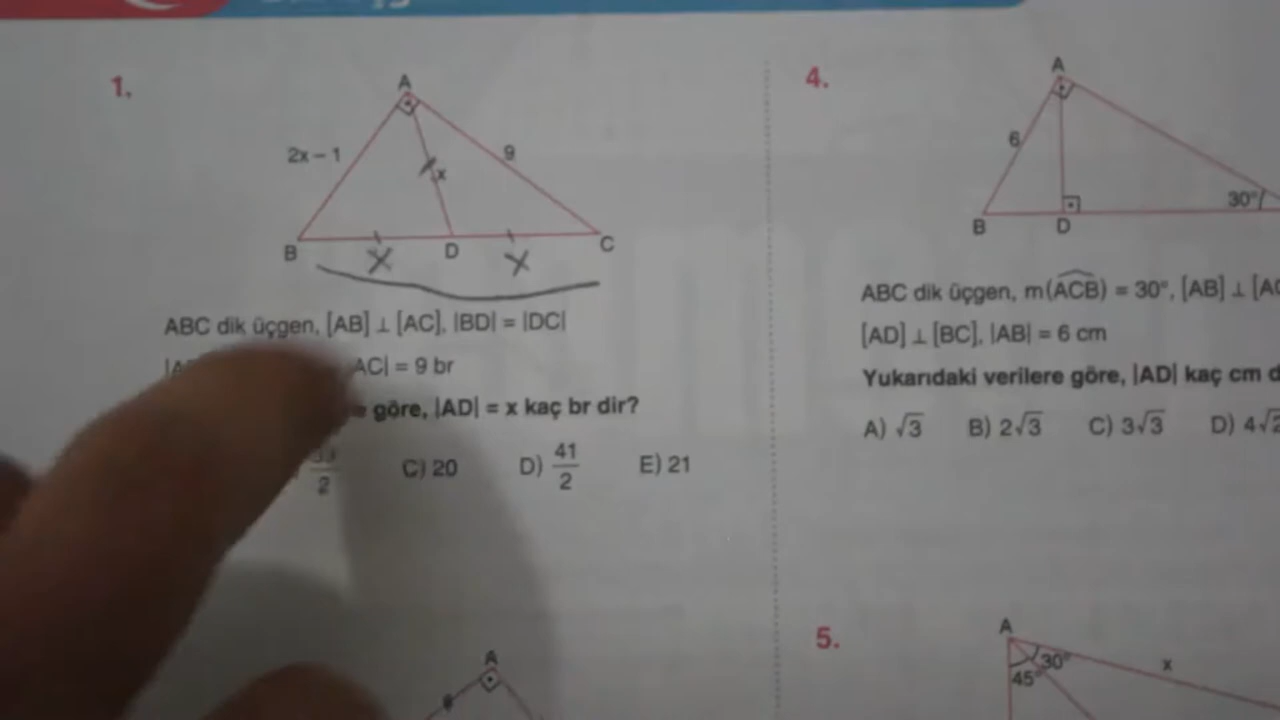 1.
A
2x – 1
9
x
B
D
C
X
X
ABC dik üçgen, [AB] ⊥ [AC], |BD| = |DC|
AC| = 9 br
göre, |AD| = x kaç br dir?
C) 20
D) 41/2
E) 21
A
4.
A
6
30°
B
D
ABC dik üçgen, m(ACB) = 30°, [AB] ⊥
[AD] ⊥ [BC], |AB| = 6 cm
Yukarıdaki verilere göre, |AD| kaç cm
A) √3
B) 2√3
C) 3√3
D)
5.
A
30°
45°
x